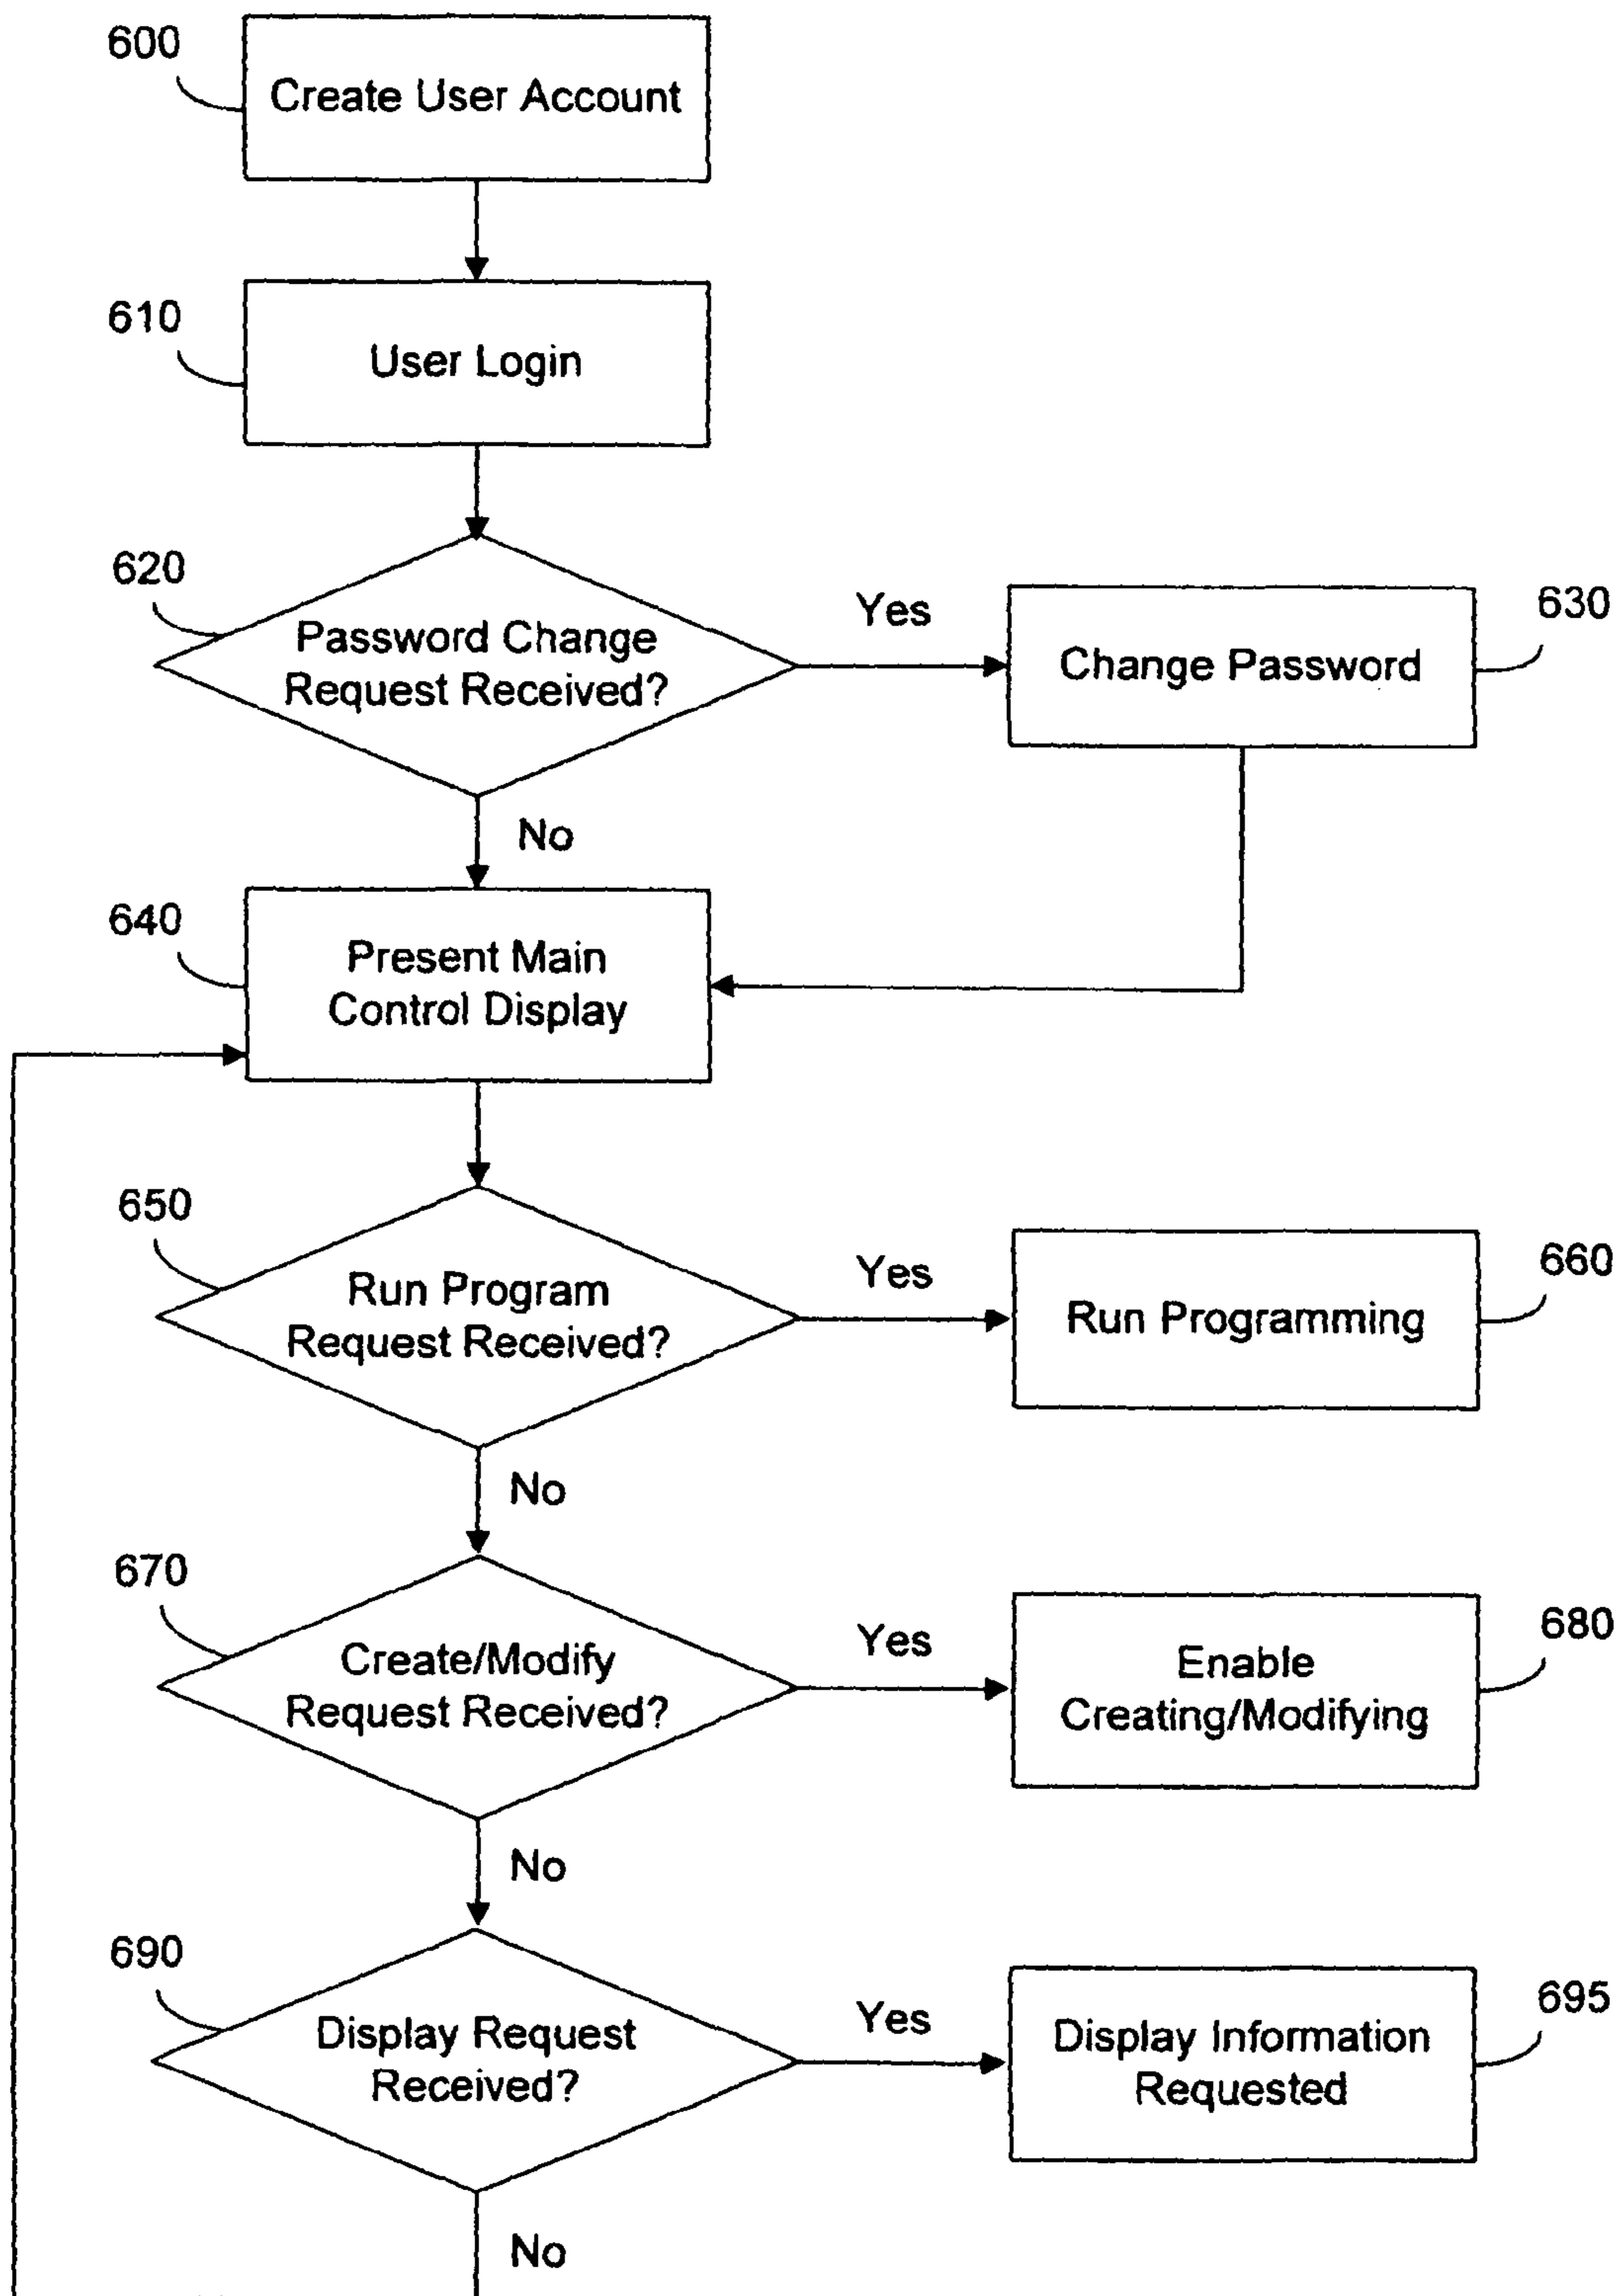 600
Create User Account
610
User Login
620
Password Change
Request Received?
Yes
Change Password
630
No
640
Present Main
Control Display
650
Run Program
Request Received?
Yes
Run Programming
660
No
670
Create/Modify
Request Received?
Yes
Enable
Creating/Modifying
680
No
690
Display Request
Received?
Yes
Display Information
Requested
695
No